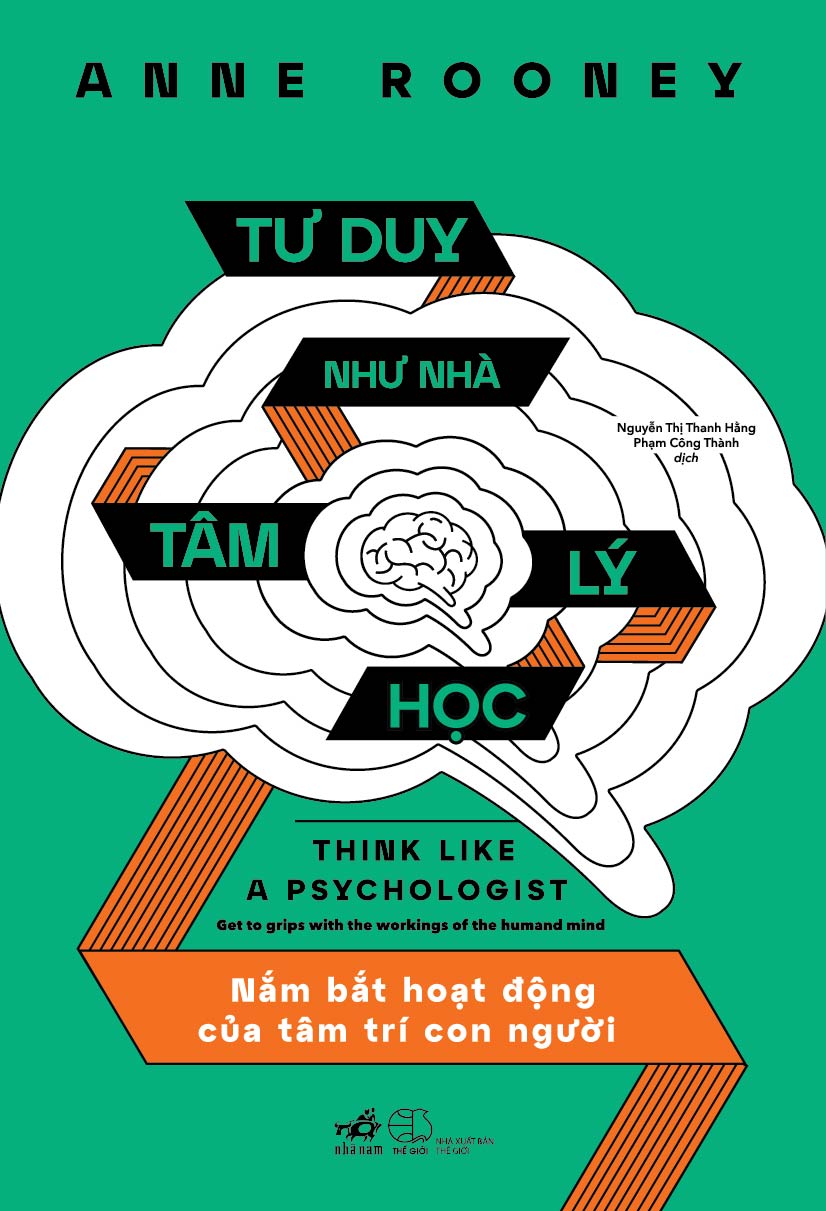 ANNE ROONEY
TƯ DUY
NHƯ NHÀ
Nguyễn Thị Thanh Hằng
Phạm Công Thành
dịch
TÂM
LÝ
HỌC
THINK LIKE
A PSYCHOLOGIST
Get to grips with the workings of the humand mind
Nắm bắt hoạt động
của tâm trí con người
nhã nam
THẾ GIỚI
NHÀ XUẤT BẢN
THẾ GIỚI